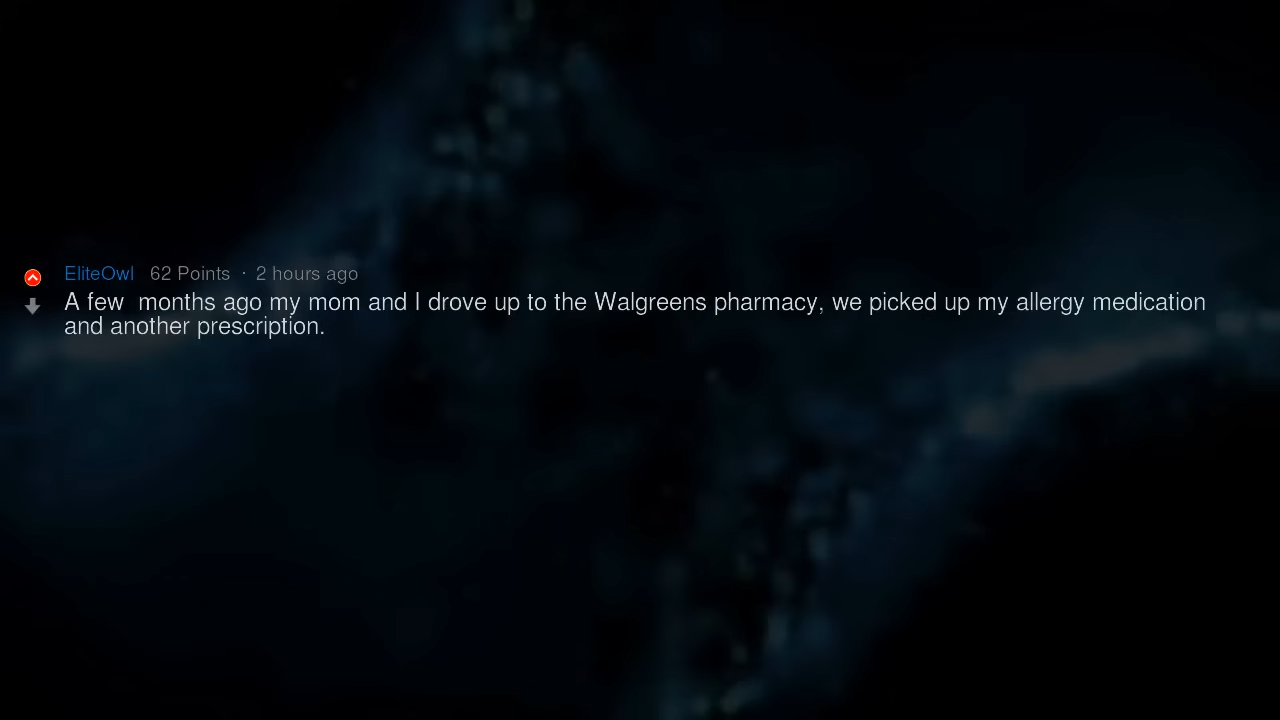 EliteOwl 62 Points · 2 hours ago
A few  months ago my mom and I drove up to the Walgreens pharmacy, we picked up my allergy medication
and another prescription.